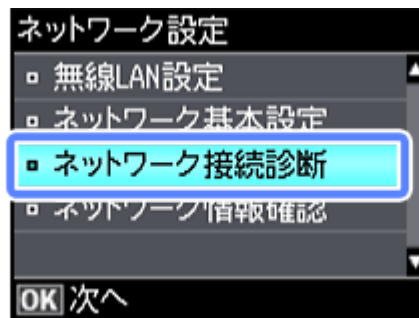 ネットワーク設定
無線LAN設定
ネットワーク基本設定
ネットワーク接続診断
ネットワーク情報確認
OK 次へ